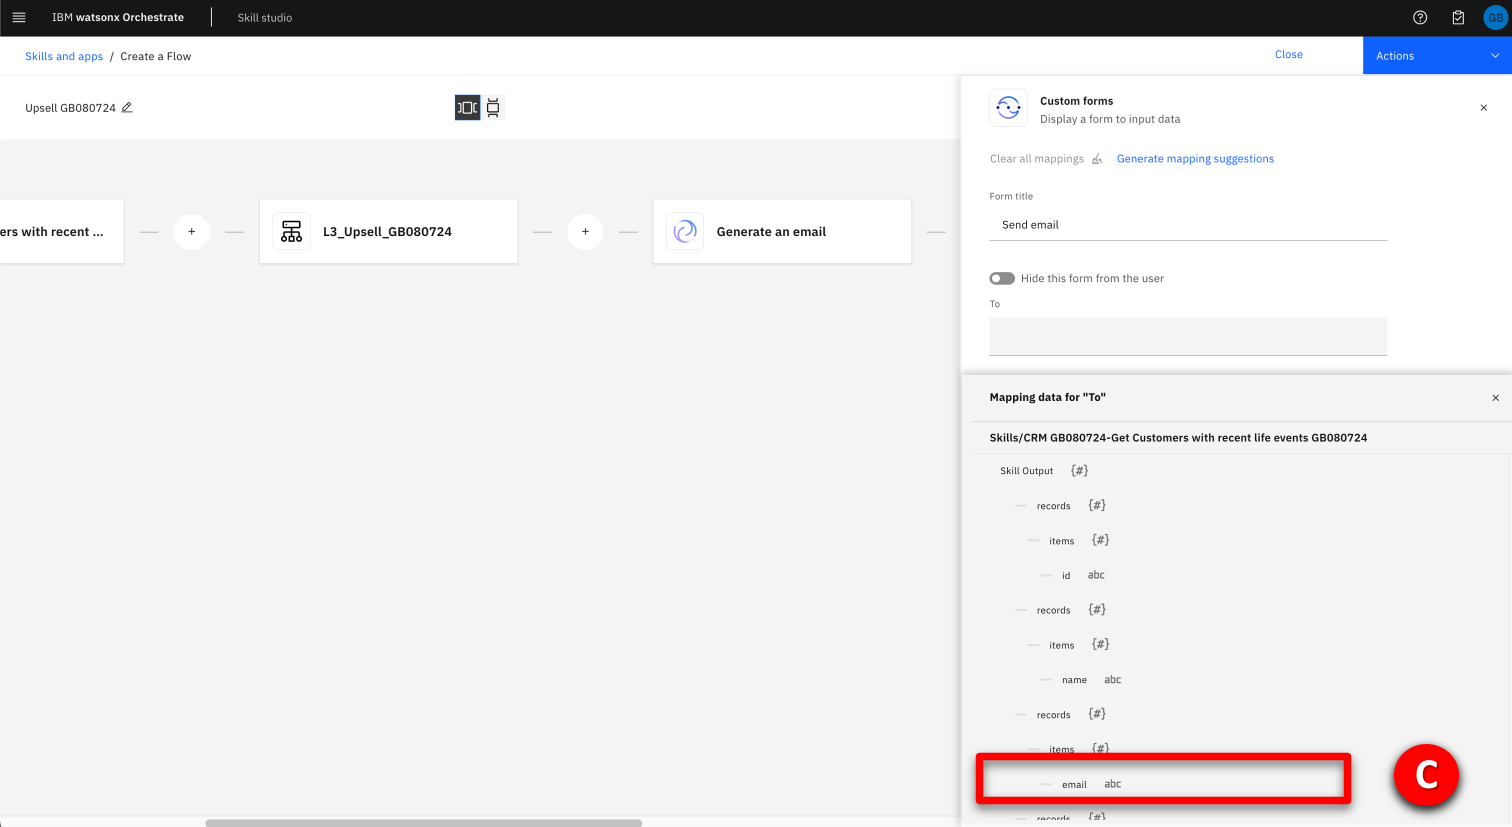 IBM watsonx Orchestrate
Skill studio
GB
Skills and apps / Create a Flow
Close
Actions
Upsell GB080724
Custom forms
Display a form to input data
Clear all mappings
Generate mapping suggestions
Form title
Send email
Hide this form from the user
To
ers with recent ...
+
L3_Upsell_GB080724
+
Generate an email
Mapping data for "To"
Skills/CRM GB080724-Get Customers with recent life events GB080724
Skill Output {#}
records {#}
items {#}
id abc
records {#}
items {#}
name abc
records {#}
items {#}
email abc
C
records {#}